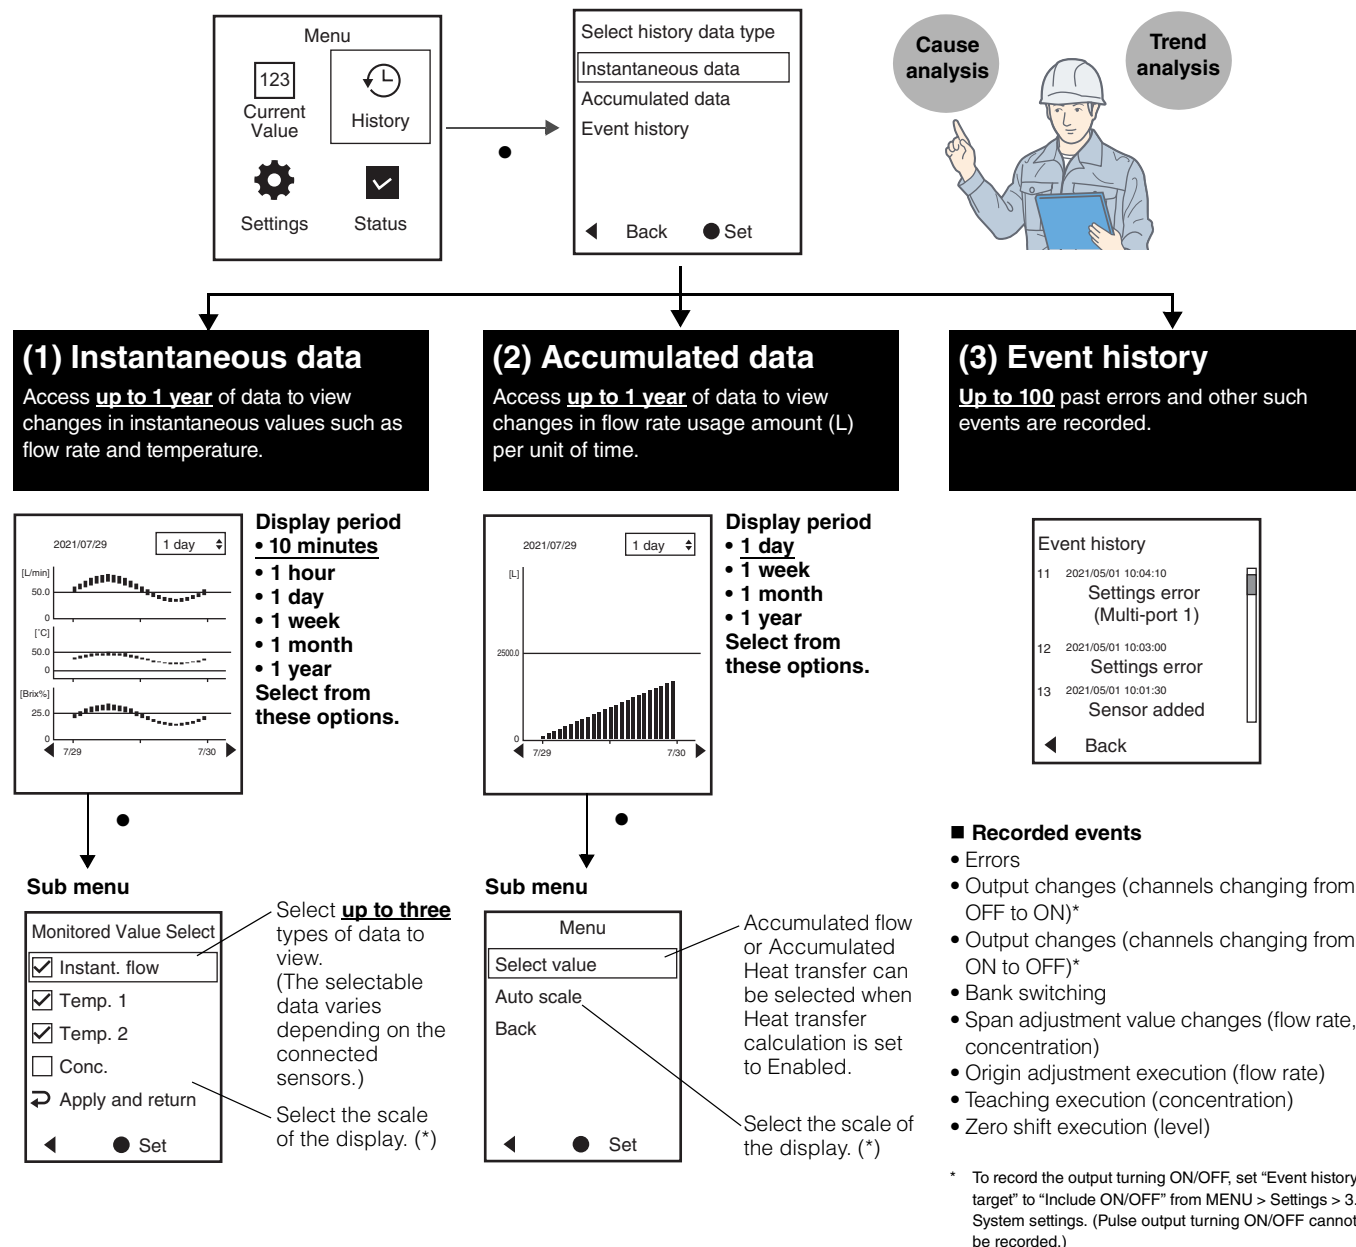 Menu
123
Current
Value
History
Settings
Status
Select history data type
Instantaneous data
Accumulated data
Event history
Back
Set
Cause
analysis
Trend
analysis
(1) Instantaneous data
Access up to 1 year of data to view
changes in instantaneous values such as
flow rate and temperature.
(2) Accumulated data
Access up to 1 year of data to view
changes in flow rate usage amount (L)
per unit of time.
(3) Event history
Up to 100 past errors and other such
events are recorded.
2021/07/29
1 day
[L/min]
50.0
0
[°C]
50.0
0
[Brix%]
25.0
0
7/29
7/30
Display period
• 10 minutes
• 1 hour
• 1 day
• 1 week
• 1 month
• 1 year
Select from
these options.
2021/07/29
1 day
[L]
2500.0
0
7/29
7/30
Display period
• 1 day
• 1 week
• 1 month
• 1 year
Select from
these options.
Event history
11 2021/05/01 10:04:10
Settings error
(Multi-port 1)
12 2021/05/01 10:03:00
Settings error
13 2021/05/01 10:01:30
Sensor added
Back
Sub menu
Monitored Value Select
Instant. flow
Temp. 1
Temp. 2
Conc.
Apply and return
Set
Select up to three
types of data to
view.
(The selectable
data varies
depending on the
connected
sensors.)
Select the scale
of the display. (*)
Sub menu
Menu
Select value
Auto scale
Back
Set
Accumulated flow
or Accumulated
Heat transfer can
be selected when
Heat transfer
calculation is set
to Enabled.
Select the scale of
the display. (*)
■ Recorded events
• Errors
• Output changes (channels changing from
OFF to ON)*
• Output changes (channels changing from
ON to OFF)*
• Bank switching
• Span adjustment value changes (flow rate,
concentration)
• Origin adjustment execution (flow rate)
• Teaching execution (concentration)
• Zero shift execution (level)
* To record the output turning ON/OFF, set “Event history
target” to “Include ON/OFF” from MENU > Settings > 3.
System settings. (Pulse output turning ON/OFF cannot
be recorded.)